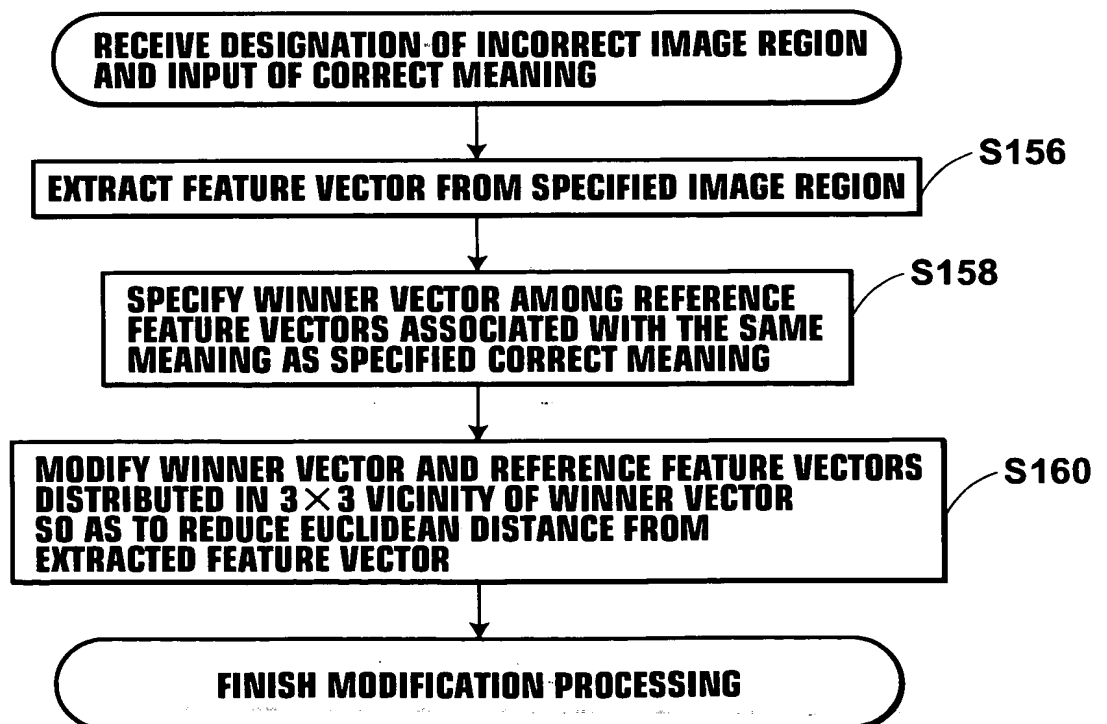 RECEIVE DESIGNATION OF INCORRECT IMAGE REGION
AND INPUT OF CORRECT MEANING
S156
EXTRACT FEATURE VECTOR FROM SPECIFIED IMAGE REGION
S158
SPECIFY WINNER VECTOR AMONG REFERENCE
FEATURE VECTORS ASSOCIATED WITH THE SAME
MEANING AS SPECIFIED CORRECT MEANING
S160
MODIFY WINNER VECTOR AND REFERENCE FEATURE VECTORS
DISTRIBUTED IN 3×3 VICINITY OF WINNER VECTOR
SO AS TO REDUCE EUCLIDEAN DISTANCE FROM
EXTRACTED FEATURE VECTOR
FINISH MODIFICATION PROCESSING